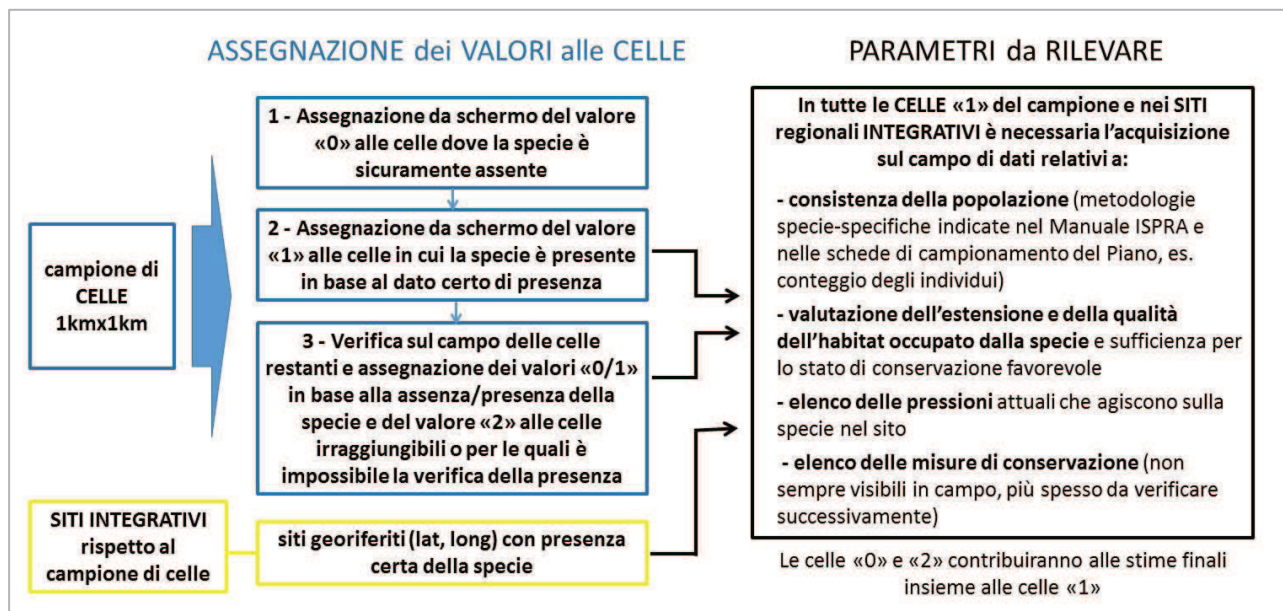 ASSEGNAZIONE dei VALORI alle CELLE
campione di
CELLE
1kmx1km
1 - Assegnazione da schermo del valore
«0» alle celle dove la specie è
sicuramente assente
2 - Assegnazione da schermo del valore
«1» alle celle in cui la specie è presente
in base al dato certo di presenza
3 - Verifica sul campo delle celle
restanti e assegnazione dei valori «0/1»
in base alla assenza/presenza della
specie e del valore «2» alle celle
irraggiungibili o per le quali è
impossibile la verifica della presenza
SITI INTEGRATIVI
rispetto al
campione di celle
siti georiferiti (lat, long) con presenza
certa della specie
PARAMETRI da RILEVARE
In tutte le CELLE «1» del campione e nei SITI
regionali INTEGRATIVI è necessaria l'acquisizione
sul campo di dati relativi a:
- consistenza della popolazione (metodologie
specie-specifiche indicate nel Manuale ISPRA e
nelle schede di campionamento del Piano, es.
conteggio degli individui)
- valutazione dell'estensione e della qualità
dell'habitat occupato dalla specie e sufficienza per
lo stato di conservazione favorevole
- elenco delle pressioni attuali che agiscono sulla
specie nel sito
- elenco delle misure di conservazione (non
sempre visibili in campo, più spesso da verificare
successivamente)
Le celle «0» e «2» contribuiranno alle stime finali
insieme alle celle «1»